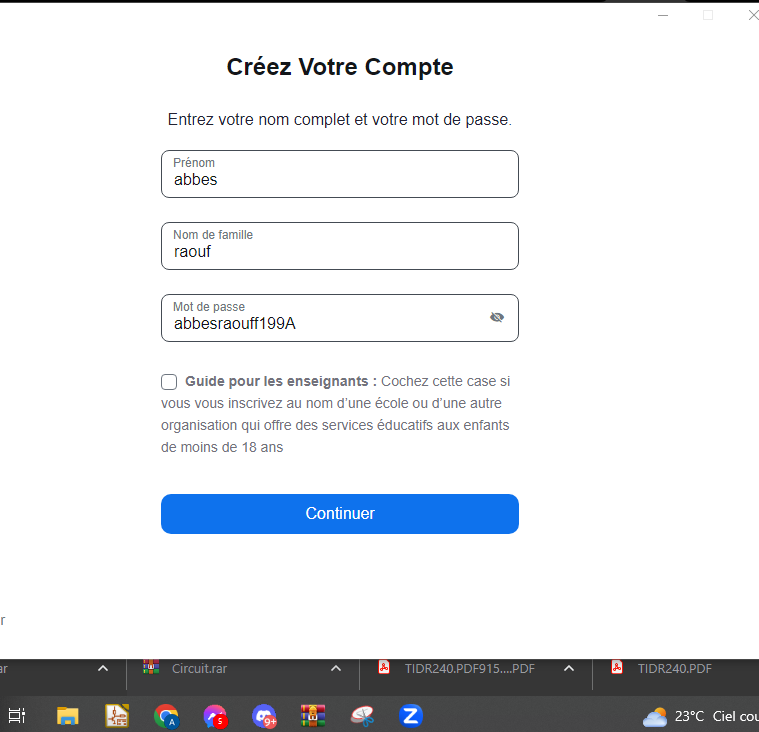 Créez Votre Compte
Entrez votre nom complet et votre mot de passe.
Prénom
abbes
Nom de famille
raouf
Mot de passe
abbesraouff199A
Guide pour les enseignants : Cochez cette case si
vous vous inscrivez au nom d’une école ou d’une autre
organisation qui offre des services éducatifs aux enfants
de moins de 18 ans
Continuer
r
ar
Circuit.rar
TIDR240.PDF915....PDF
TIDR240.PDF
A
5
9+
Z
23°C Ciel cou